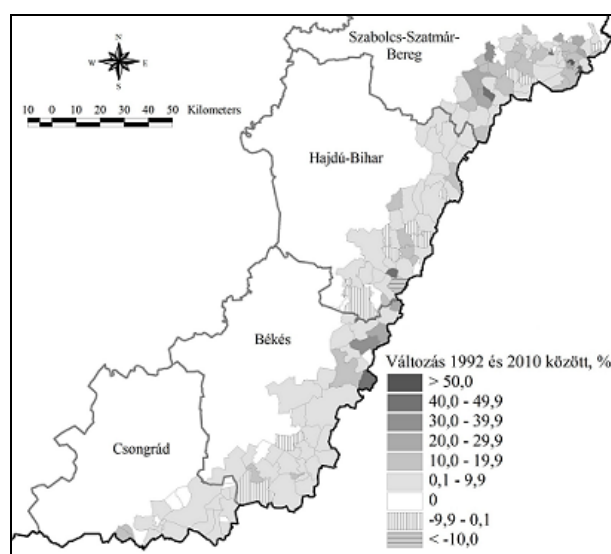 Szabolcs-Szatmár-
Bereg
N
W E
S
10 0 10 20 30 40 50 Kilometers
Hajdú-Bihar
Békés
Csongrád
Változás 1992 és 2010 között, %
> 50,0
40,0 - 49,9
30,0 - 39,9
20,0 - 29,9
10,0 - 19,9
0,1 - 9,9
0
-9,9 - 0,1
< -10,0